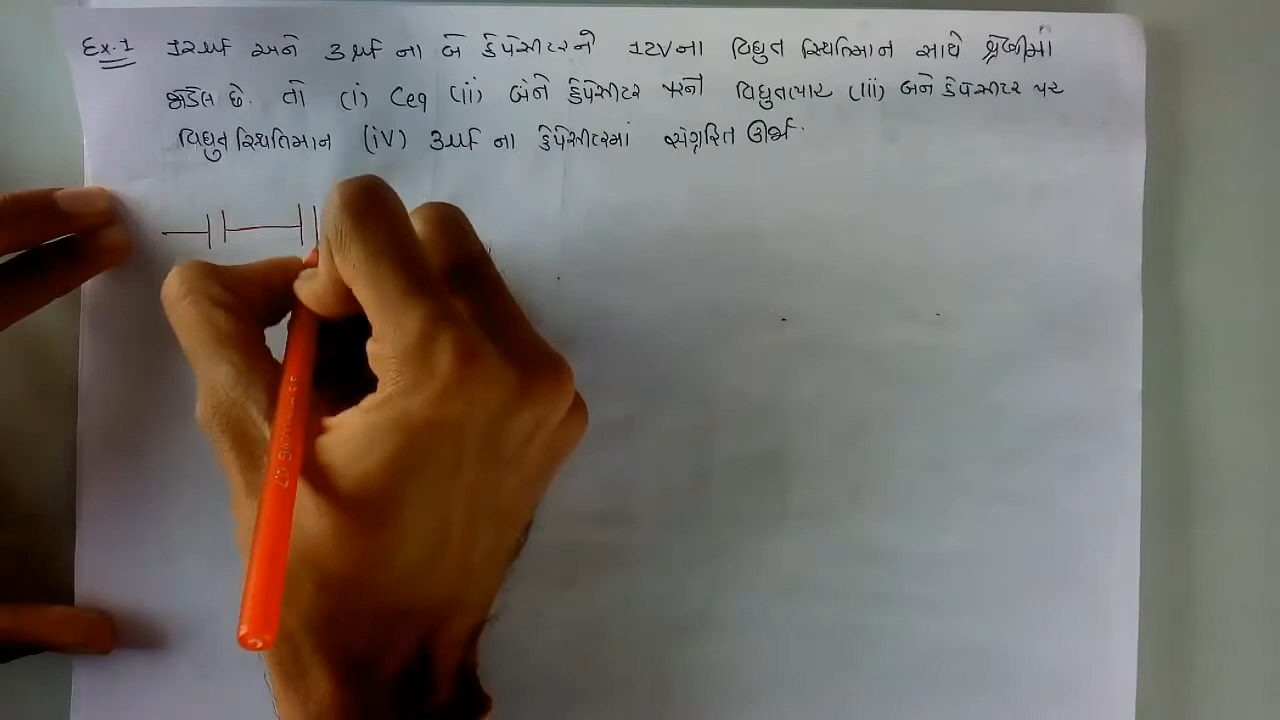 Ex.1 12μf અને 3μf ના બે કેપેસીટરને 12V ના વિધુત સ્થિતિમાન સાથે શ્રેણીમાં
જોડેલ છે. તો (i) Ceq (ii) બંને કેપેસીટર પરનો વિધુતભાર (iii) બંને કેપેસીટર પર
વિધુત સ્થિતિમાન (iv) 3μf ના કેપેસીટરમાં સંગ્રહિત ઊર્જા.